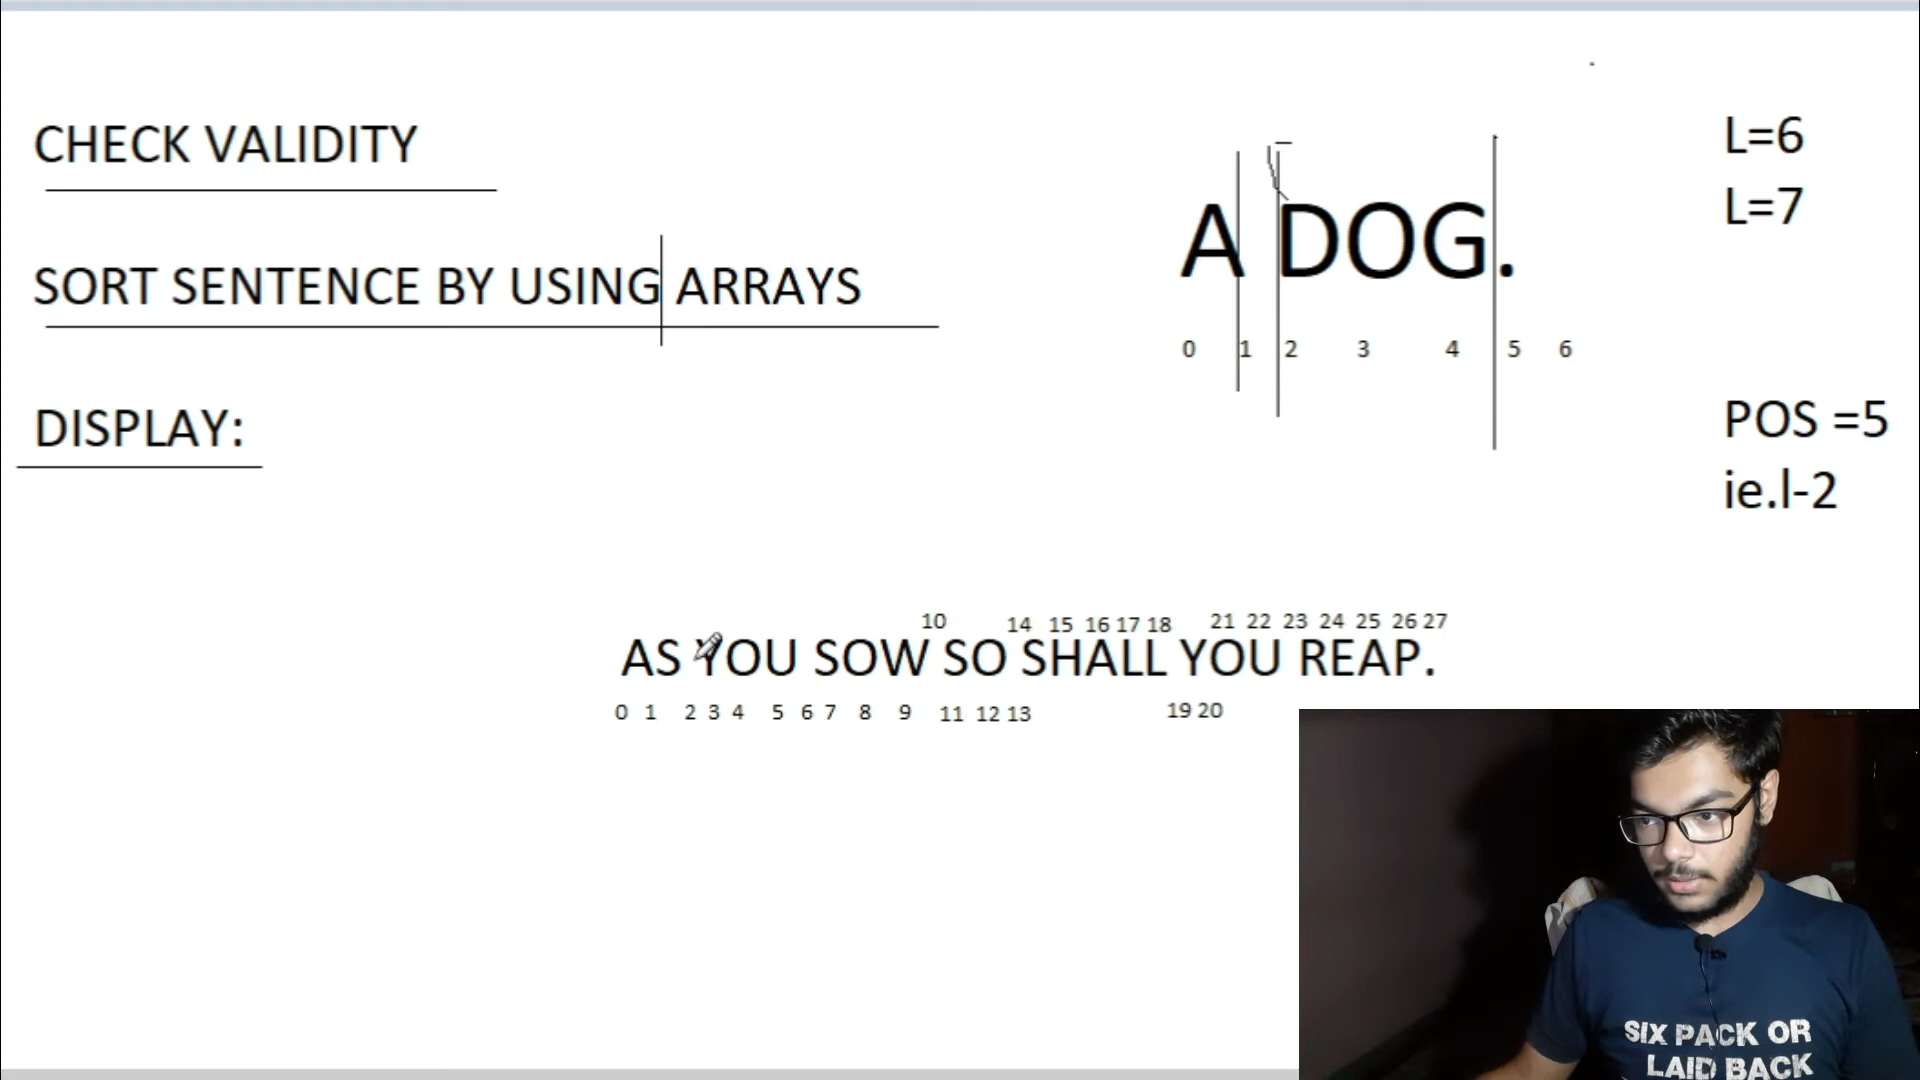 CHECK VALIDITY
SORT SENTENCE BY USING ARRAYS
DISPLAY:
A DOG.
0 1 2 3 4 5 6
L=6
L=7
POS =5
ie.l-2
10 14 15 16 17 18 21 22 23 24 25 26 27
AS YOU SOW SO SHALL YOU REAP.
0 1 2 3 4 5 6 7 8 9 11 12 13 19 20
SIX PACK OR
LAID BACK